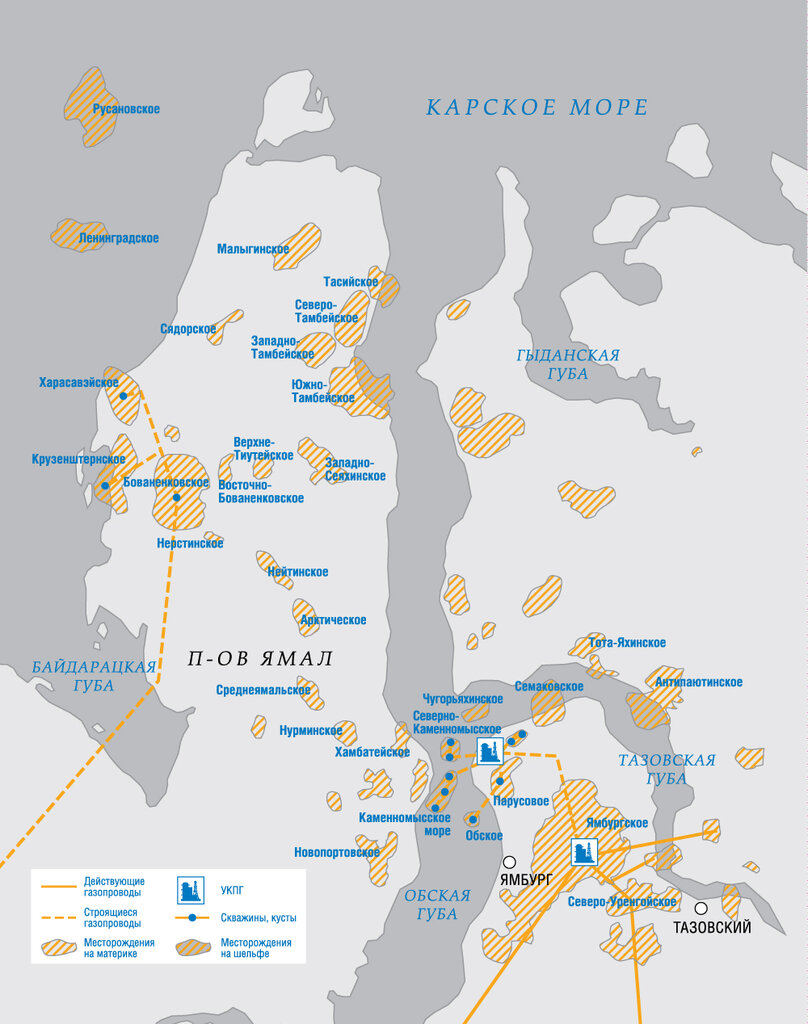 КАРСКОЕ МОРЕ
Русановское
Ленинградское
Малыгинское
Тасийское
Северо-
Тамбейское
Сядорское
Западно-
Тамбейское
ГЫДАНСКАЯ
ГУБА
Харасавэйское
Южно-
Тамбейское
Верхне-
Тиутейское
Крузенштернское
Западно-
Сеяхинское
Бованенковское
Восточно-
Бованенковское
Нерстинское
Нейтинское
Арктическое
Тота-Яхинское
П-ОВ ЯМАЛ
БАЙДАРАЦКАЯ
ГУБА
Антипаютинское
Среднеямальское
Семаковское
Чугорьяхинское
Северно-
Каменномысское
Нурминское
Хамбатейское
ТАЗОВСКАЯ
ГУБА
Парусовое
Каменномысское
море
Обское
Ямбургское
Новопортовское
ЯМБУРГ
ОБСКАЯ
ГУБА
Северо-Уренгойское
ТАЗОВСКИЙ
Действующие
газопроводы
УКПГ
Строящиеся
газопроводы
Скважины, кусты
Месторождения
на материке
Месторождения
на шельфе